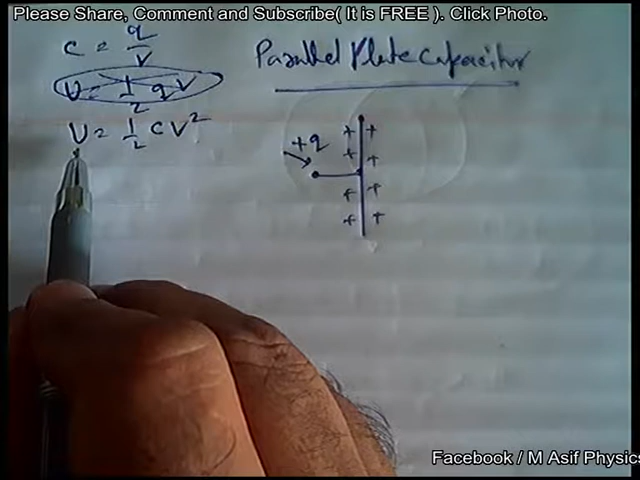 Please Share, Comment and Subscribe( It is FREE ). Click Photo.
C = q/V
Parallel Plate Capacitor
U = 1/2 qV
U = 1/2 CV²
+q
+ +
+ +
+ +
+ +
Facebook / M Asif Physics